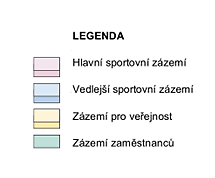 LEGENDA
Hlavní sportovní zázemí
Vedlejší sportovní zázemí
Zázemí pro veřejnost
Zázemí zaměstnanců